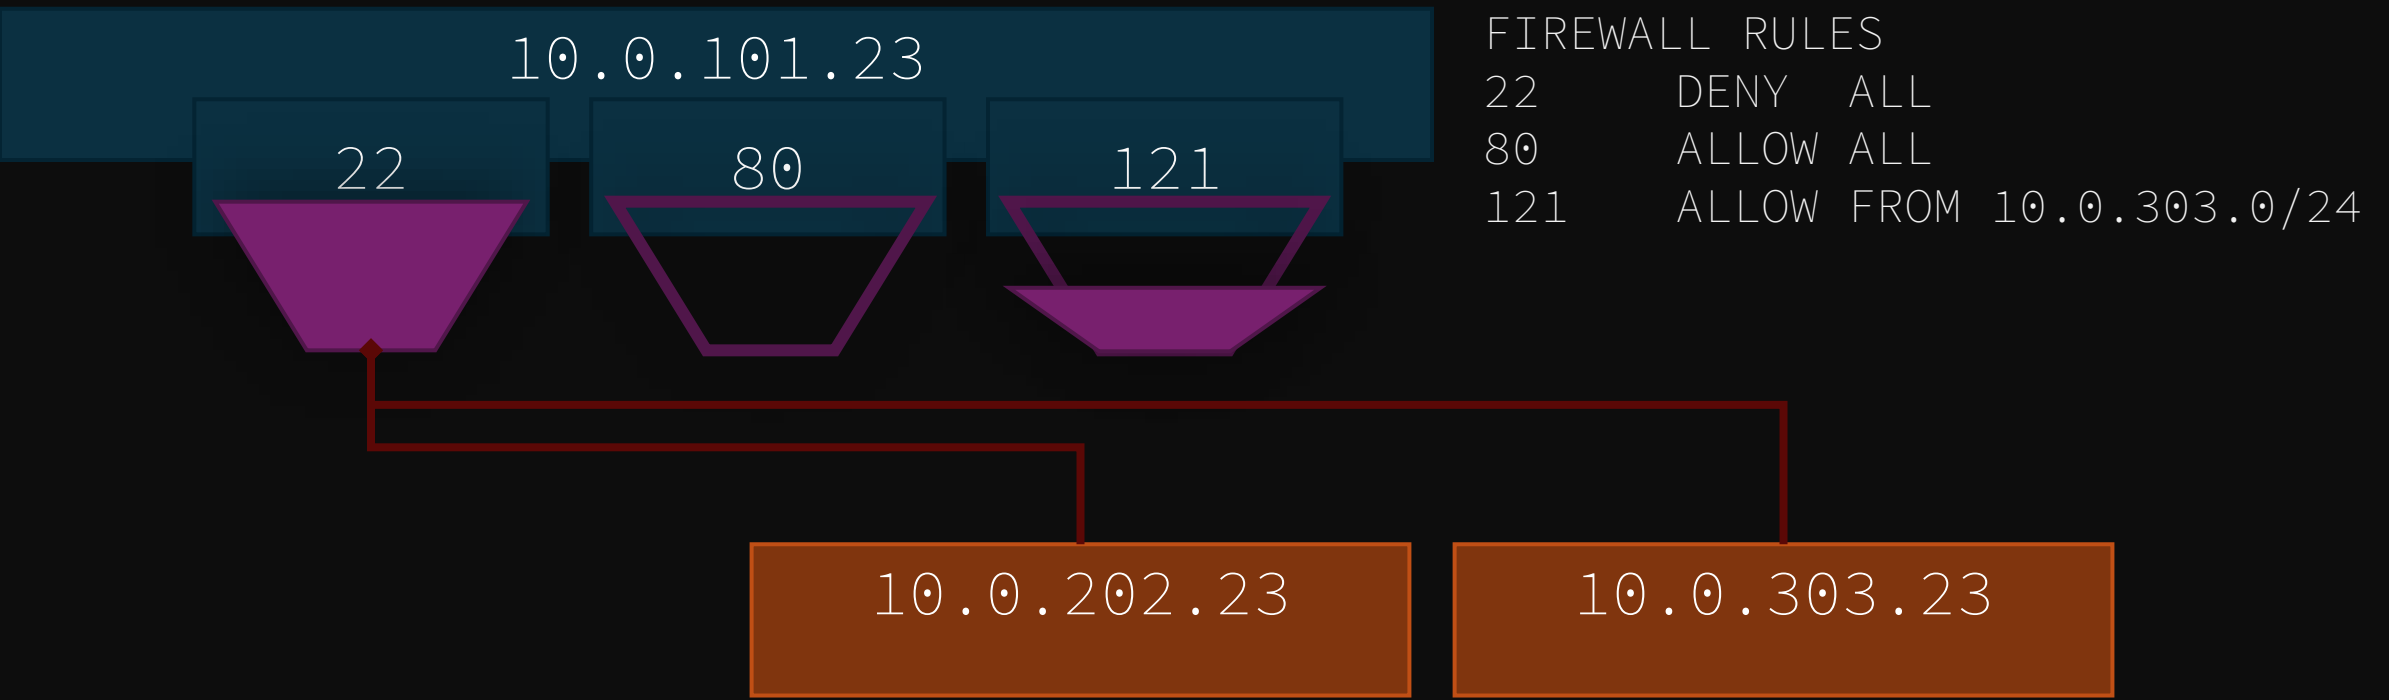 10.0.101.23
22 80 121
FIREWALL RULES
22 DENY ALL
80 ALLOW ALL
121 ALLOW FROM 10.0.303.0/24
10.0.202.23
10.0.303.23